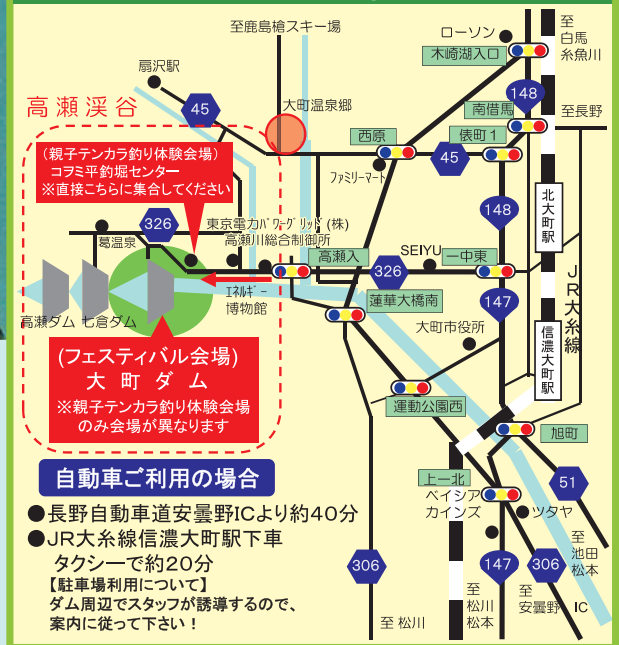 至鹿島槍スキー場
ローソン
至
白馬
糸魚川
木崎湖入口
扇沢駅
148
高瀬渓谷
45
大町温泉郷
南借馬
至長野
西原
俵町1
45
ファミリーマート
(親子テンカラ釣り体験会場)
コヲミ平釣堀センター
※直接こちらに集合してください
148
北大町駅
326
東京電力パワーグリッド(株)
高瀬川総合制御所
葛温泉
高瀬入
SEIYU
一中東
326
JR大糸線
エネルギー
博物館
蓮華大橋南
147
高瀬ダム
七倉ダム
大町市役所
信濃大町駅
(フェスティバル会場)
大町ダム
※親子テンカラ釣り体験会場
のみ会場が異なります
運動公園西
旭町
自動車ご利用の場合
上一北
ベイシア
カインズ
51
ツタヤ
●長野自動車道安曇野ICより約40分
●JR大糸線信濃大町駅下車
タクシーで約20分
【駐車場利用について】
ダム周辺でスタッフが誘導するので、
案内に従って下さい!
306
147
306
至
池田
松本
至 松川
至
松川
松本
至
安曇野 IC